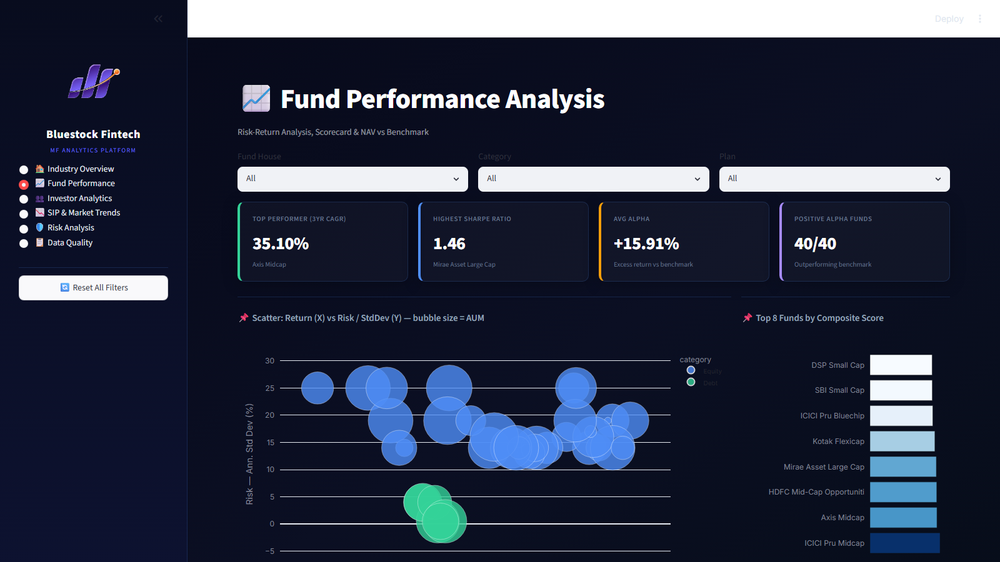 Deploy
Bluestock Fintech
MF ANALYTICS PLATFORM
Industry Overview
Fund Performance
Investor Analytics
SIP & Market Trends
Risk Analysis
Data Quality
Reset All Filters
Fund Performance Analysis
Risk-Return Analysis, Scorecard & NAV vs Benchmark
Fund House Category Plan
All All All
TOP PERFORMER (3YR CAGR)
35.10%
Axis Midcap
HIGHEST SHARPE RATIO
1.46
Mirae Asset Large Cap
AVG ALPHA
+15.91%
Excess return vs benchmark
POSITIVE ALPHA FUNDS
40/40
Outperforming benchmark
Scatter: Return (X) vs Risk / StdDev (Y) — bubble size = AUM
Risk — Ann. Std Dev (%)
30
25
20
15
10
5
0
−5
category
Equity
Debt
Top 8 Funds by Composite Score
DSP Small Cap
SBI Small Cap
ICICI Pru Bluechip
Kotak Flexicap
Mirae Asset Large Cap
HDFC Mid-Cap Opportuniti
Axis Midcap
ICICI Pru Midcap